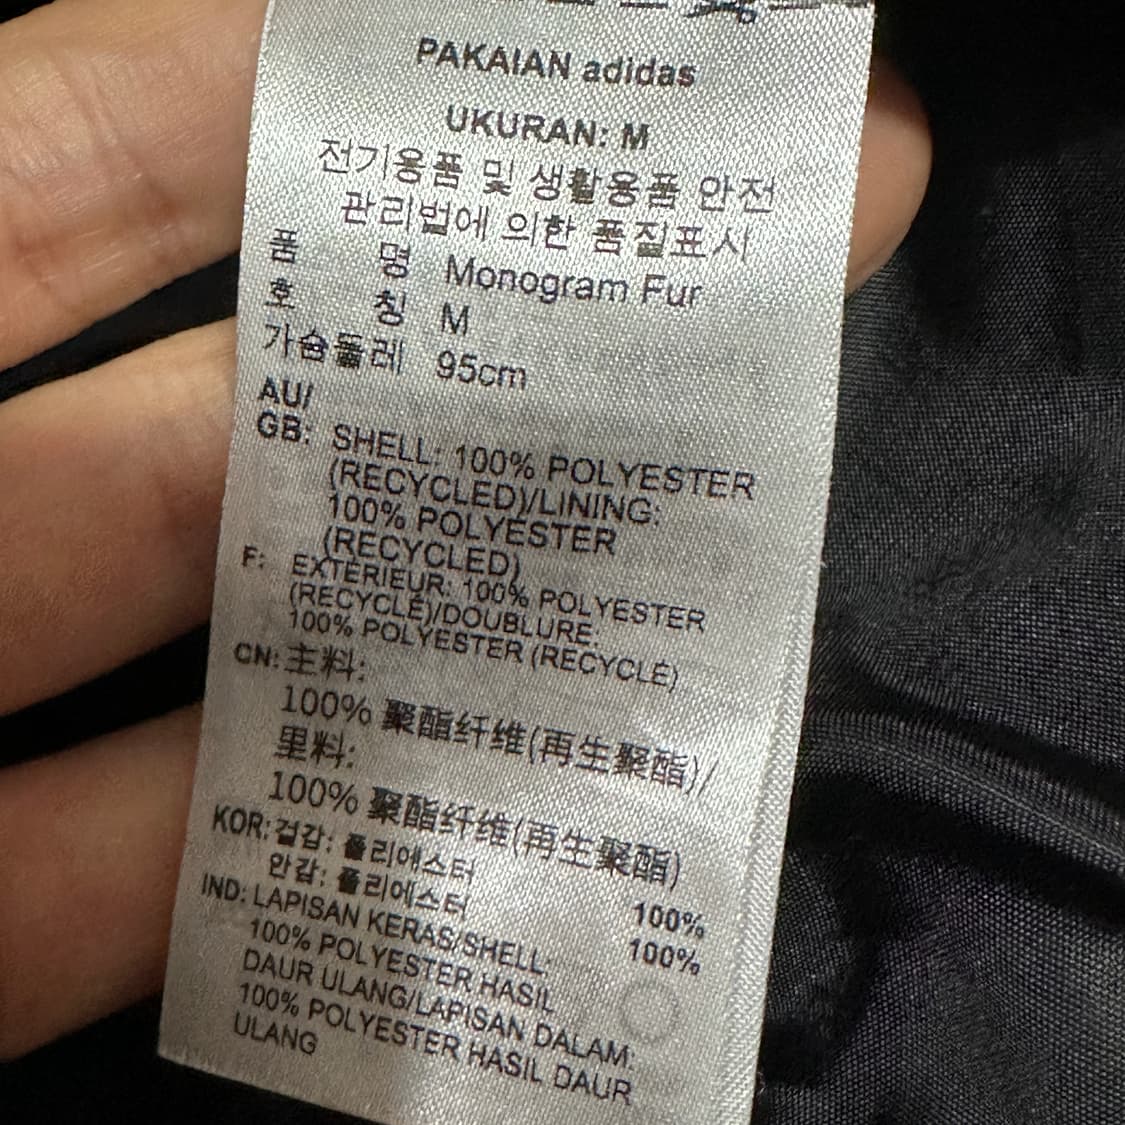 PAKAIAN adidas
UKURAN: M
전기용품 및 생활용품 안전
관리법에 의한 품질표시
품 명 Monogram Fur
호 칭 M
가슴둘레 95cm
AU/
GB: SHELL: 100% POLYESTER
(RECYCLED)/LINING:
100% POLYESTER
(RECYCLED)
F: EXTÉRIEUR: 100% POLYESTER
(RECYCLÉ)/DOUBLURE:
100% POLYESTER (RECYCLÉ)
CN: 主料:
100% 聚酯纤维(再生聚酯)/
里料:
100% 聚酯纤维(再生聚酯)
KOR: 겉감: 폴리에스터 100%
안감: 폴리에스터 100%
IND: LAPISAN KERAS/SHELL:
100% POLYESTER HASIL
DAUR ULANG/LAPISAN DALAM:
100% POLYESTER HASIL DAUR
ULANG